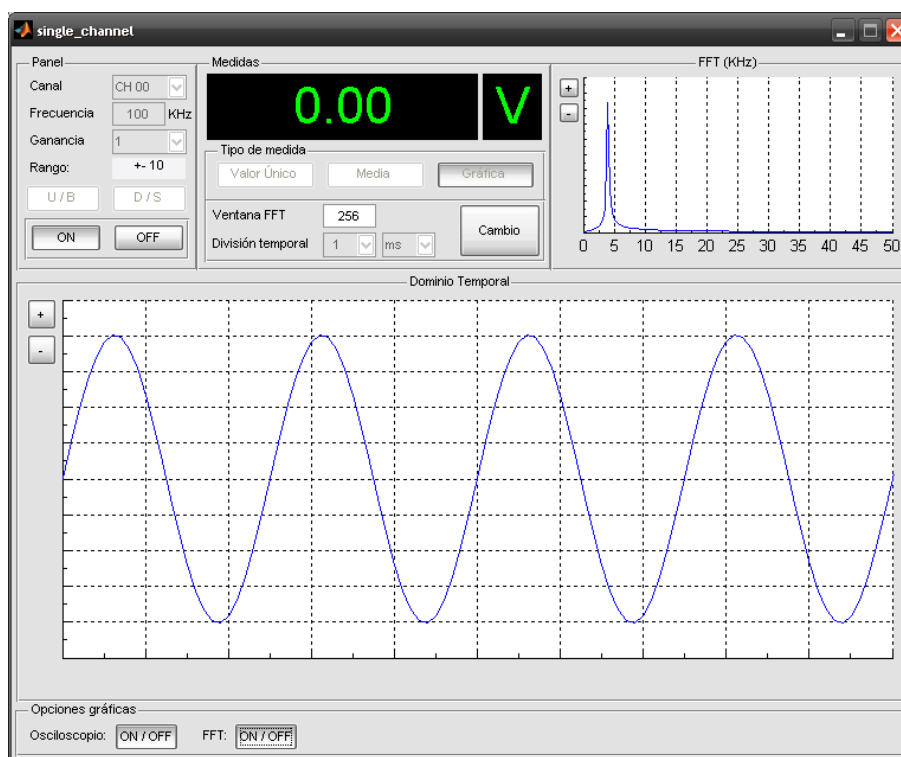 single_channel
Panel
Canal CH 00
Frecuencia 100 KHz
Ganancia 1
Rango: +- 10
U / B D / S
ON OFF
Medidas
0.00 V
Tipo de medida
Valor Único Media Gráfica
Ventana FFT 256
División temporal 1 ms
Cambio
FFT (KHz)
+
-
0 5 10 15 20 25 30 35 40 45 50
Dominio Temporal
+
-
Opciones gráficas
Osciloscopio: ON / OFF FFT: ON / OFF